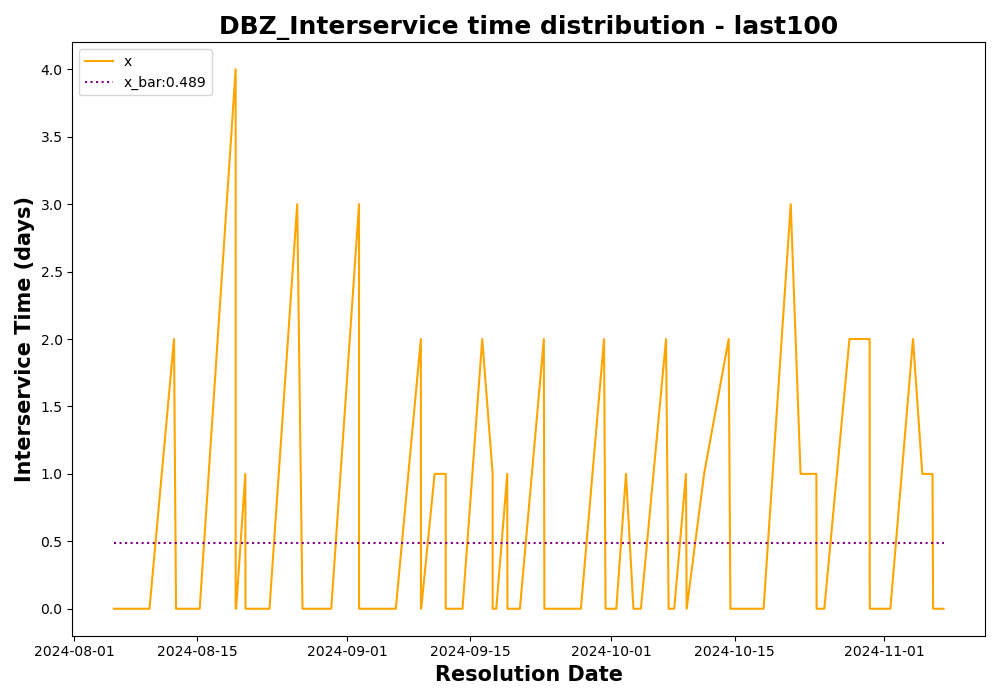 DBZ_Interservice time distribution - last100
x
x_bar:0.489
4.0
3.5
3.0
2.5
2.0
1.5
1.0
0.5
0.0
Interservice Time (days)
2024-08-01 2024-08-15 2024-09-01 2024-09-15 2024-10-01 2024-10-15 2024-11-01
Resolution Date